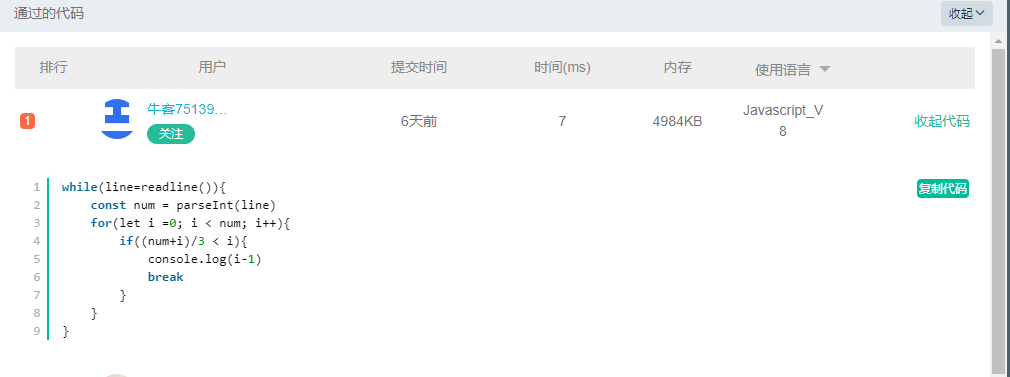 通过的代码
收起
排行 用户 提交时间 时间(ms) 内存 使用语言
1 牛客75139... 关注 6天前 7 4984KB Javascript_V
8 收起代码
复制代码
1 while(line=readline()){
2     const num = parseInt(line)
3     for(let i =0; i < num; i++){
4         if((num+i)/3 < i){
5             console.log(i-1)
6             break
7         }
8     }
9 }